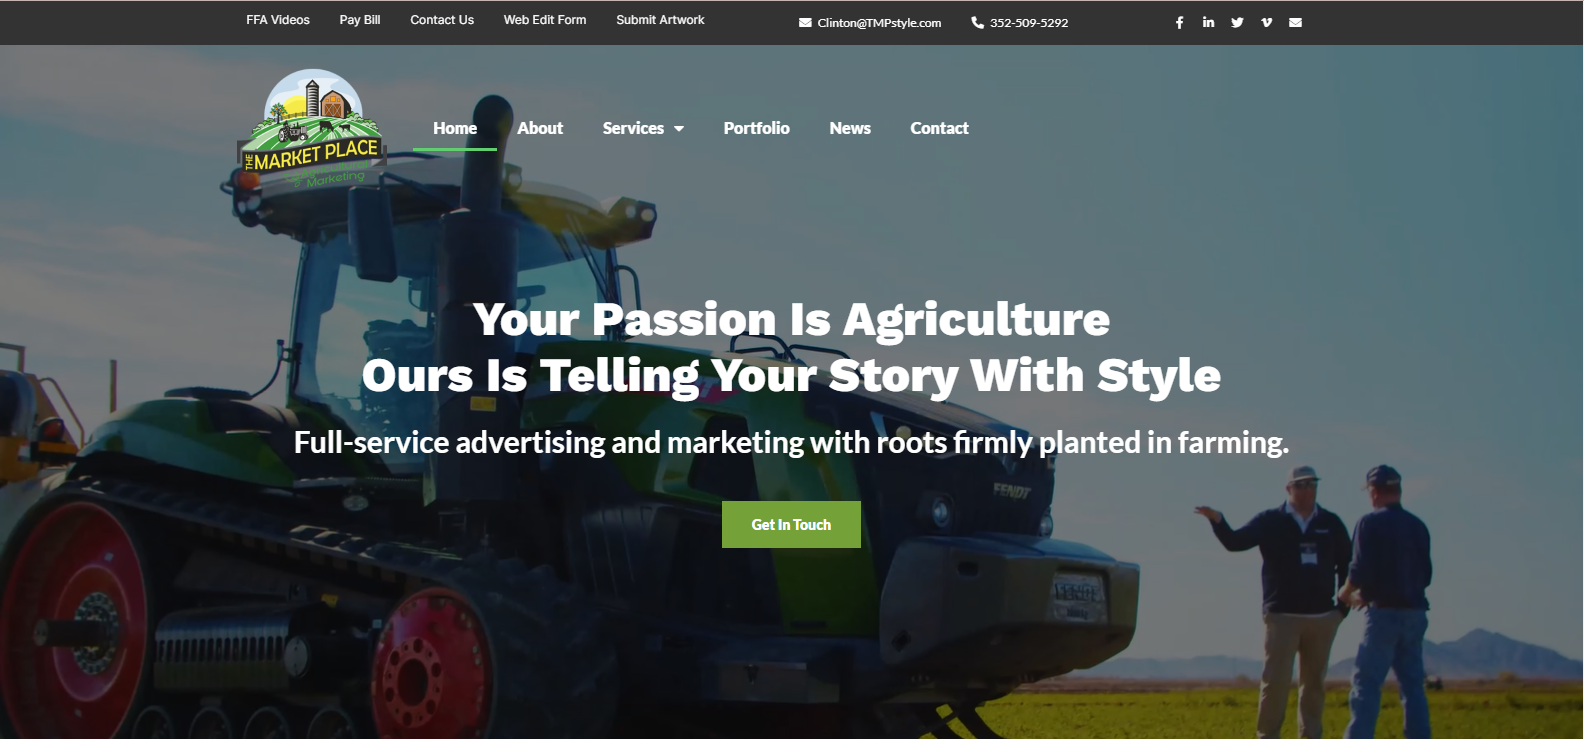 FFA Videos Pay Bill Contact Us Web Edit Form Submit Artwork Clinton@TMPstyle.com 352-509-5292
THE MARKET PLACE
Marketing
Home About Services Portfolio News Contact
Your Passion Is Agriculture
Ours Is Telling Your Story With Style
Full-service advertising and marketing with roots firmly planted in farming.
FENDT
Get In Touch